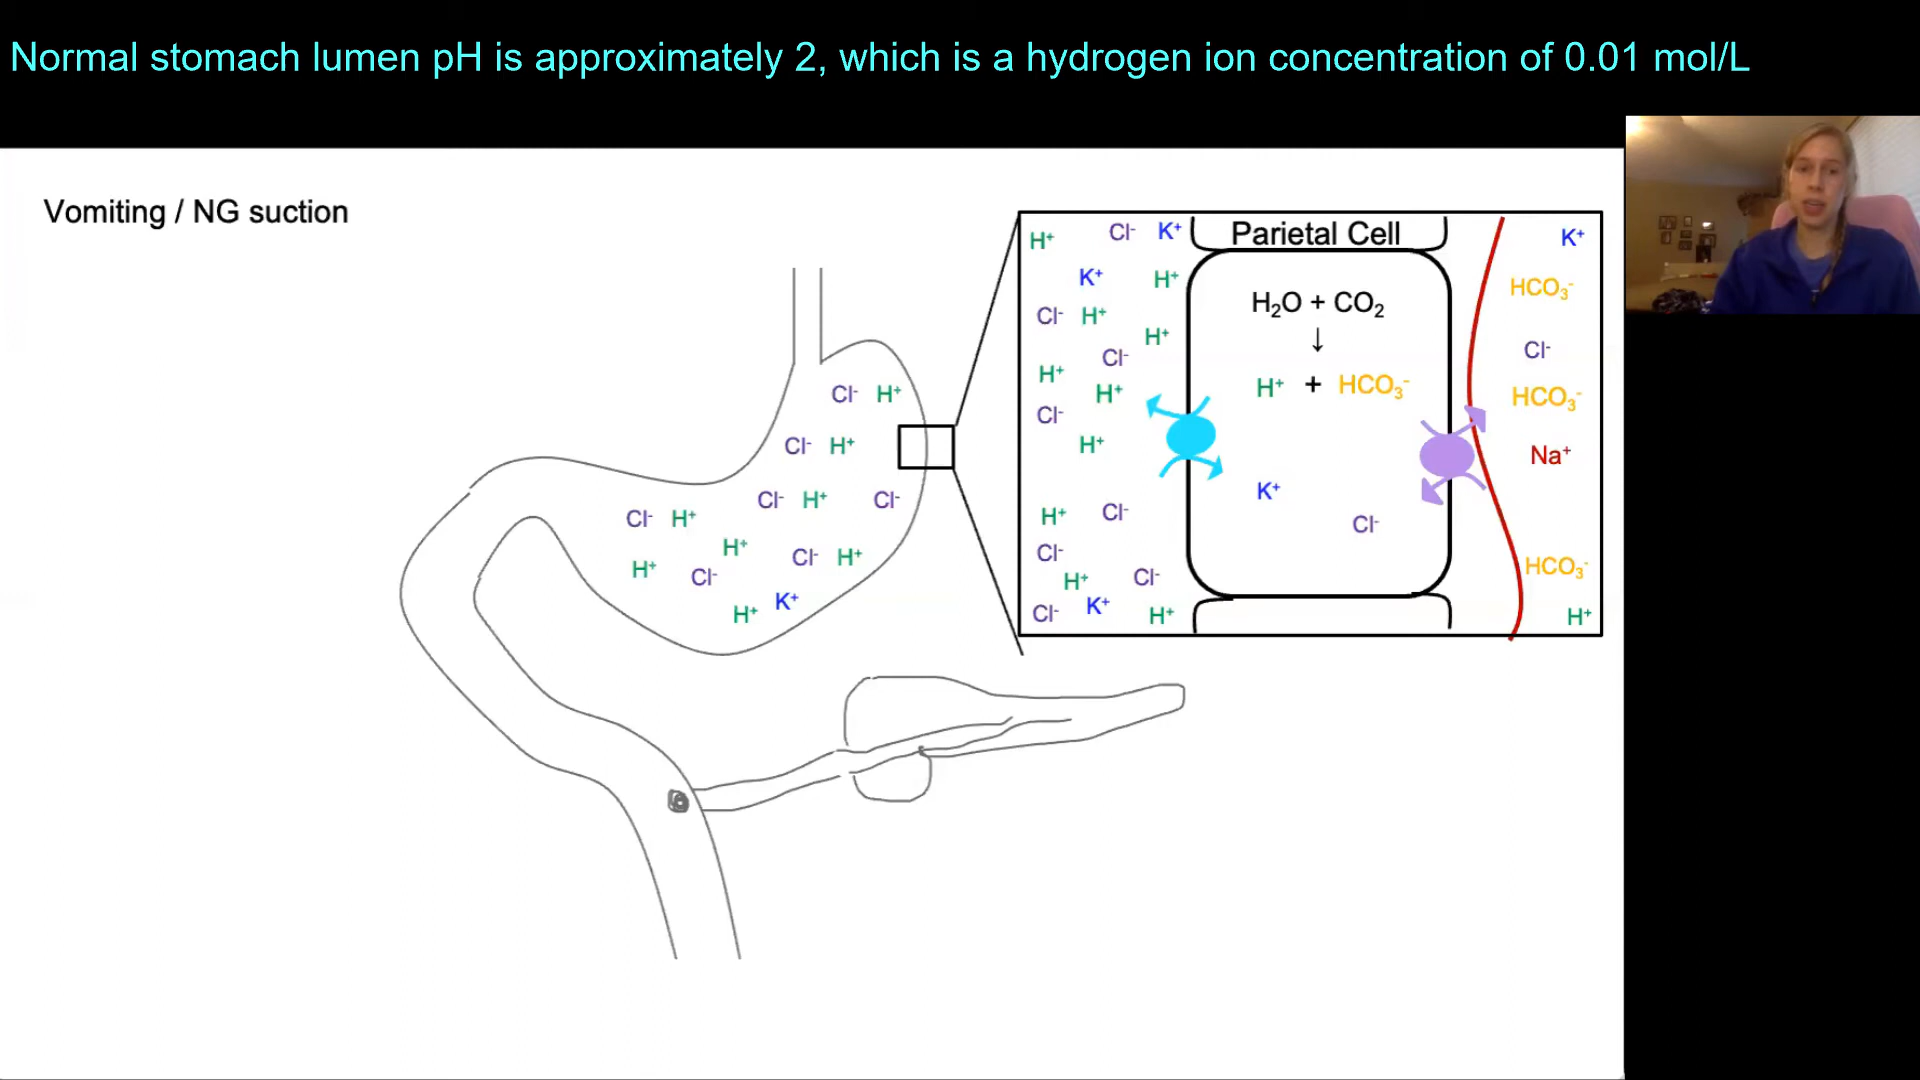 Normal stomach lumen pH is approximately 2, which is a hydrogen ion concentration of 0.01 mol/L
Vomiting / NG suction
Cl⁻ H⁺
Cl⁻ H⁺
Cl⁻ H⁺ Cl⁻
Cl⁻ H⁺
H⁺ Cl⁻ H⁺
H⁺ Cl⁻
H⁺ K⁺
H⁺ Cl⁻ K⁺
K⁺ H⁺
Cl⁻ H⁺
H⁺
Cl⁻
H⁺
H⁺
Cl⁻
H⁺
H⁺ Cl⁻
Cl⁻
H⁺ Cl⁻
Cl⁻ K⁺ H⁺
Parietal Cell
H₂O + CO₂
↓
H⁺ + HCO₃⁻
K⁺
Cl⁻
K⁺
HCO₃⁻
Cl⁻
HCO₃⁻
Na⁺
HCO₃⁻
H⁺